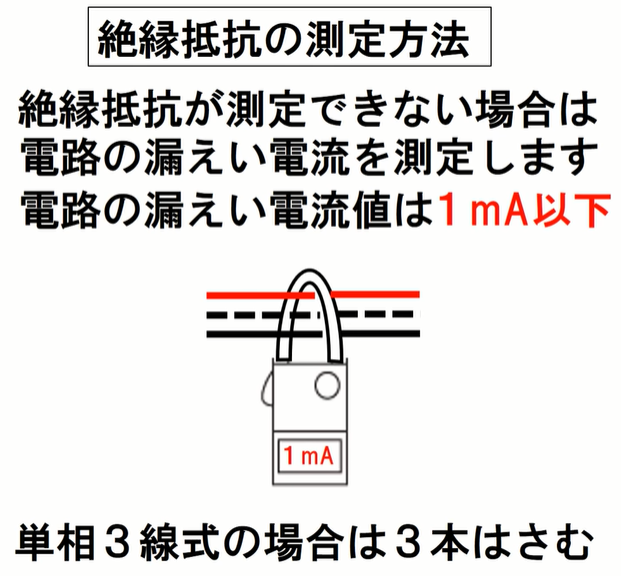 絶縁抵抗の測定方法
絶縁抵抗が測定できない場合は
電路の漏えい電流を測定します
電路の漏えい電流値は1mA以下
1mA
単相3線式の場合は3本はさむ